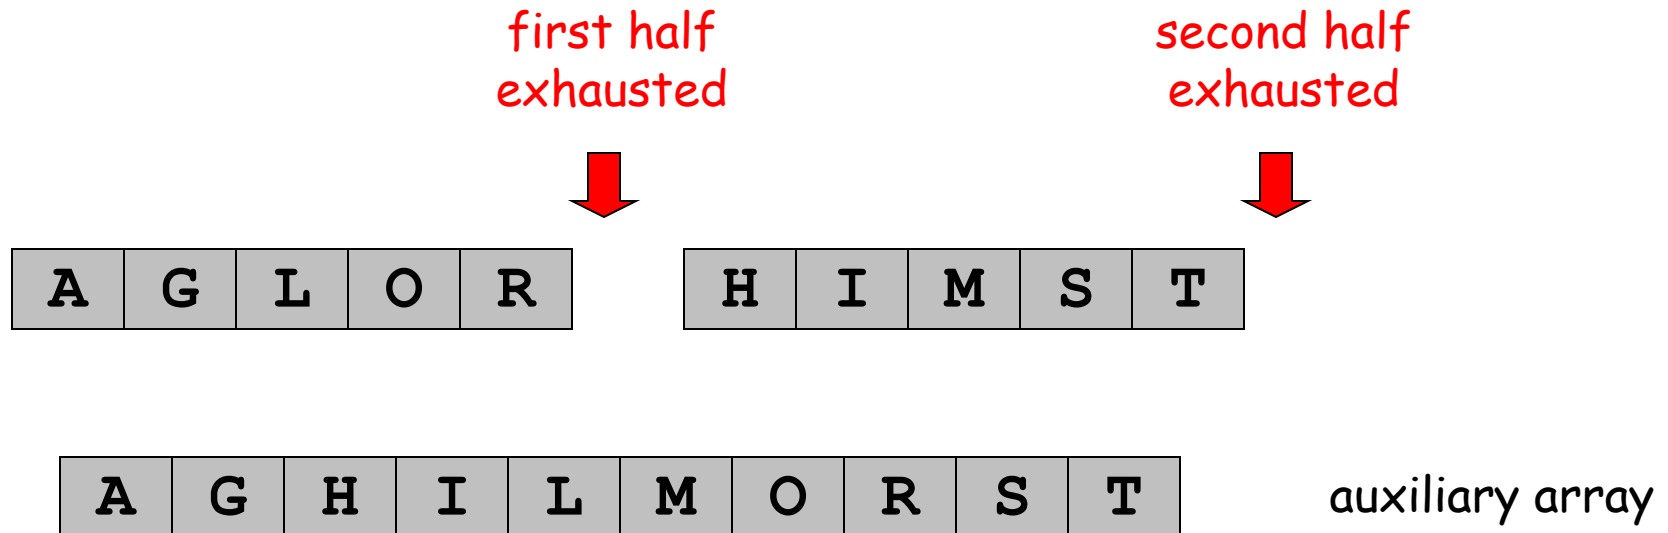 first half
exhausted
second half
exhausted
A G L O R
H I M S T
A G H I L M O R S T
auxiliary array